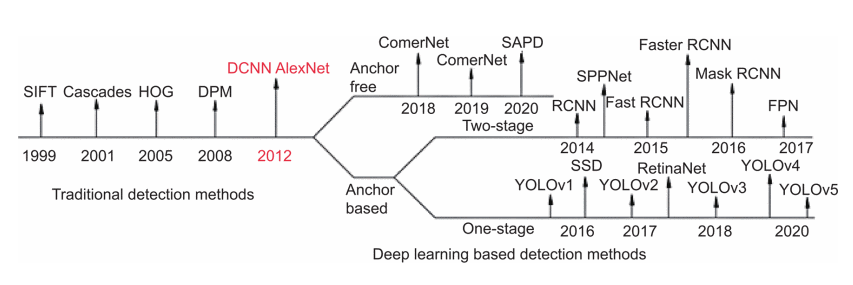 SIFT Cascades HOG DPM DCNN AlexNet
1999 2001 2005 2008 2012
Traditional detection methods
Anchor
free
ComerNet ComerNet SAPD
2018 2019 2020
Two-stage
RCNN SPPNet Fast RCNN Faster RCNN Mask RCNN FPN
2014 2015 2016 2017
Anchor
based
One-stage
YOLOv1 SSD YOLOv2 RetinaNet YOLOv3 YOLOv4 YOLOv5
2016 2017 2018 2020
Deep learning based detection methods